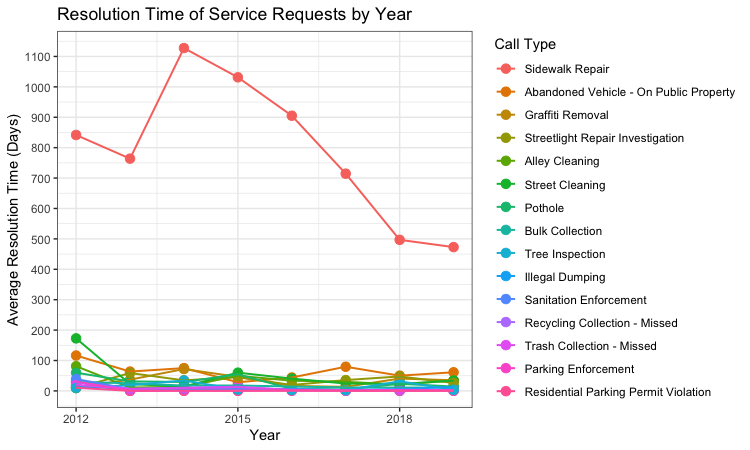 Resolution Time of Service Requests by Year
Average Resolution Time (Days)
1100
1000
900
800
700
600
500
400
300
200
100
0
2012
2015
2018
Year
Call Type
Sidewalk Repair
Abandoned Vehicle - On Public Property
Graffiti Removal
Streetlight Repair Investigation
Alley Cleaning
Street Cleaning
Pothole
Bulk Collection
Tree Inspection
Illegal Dumping
Sanitation Enforcement
Recycling Collection - Missed
Trash Collection - Missed
Parking Enforcement
Residential Parking Permit Violation